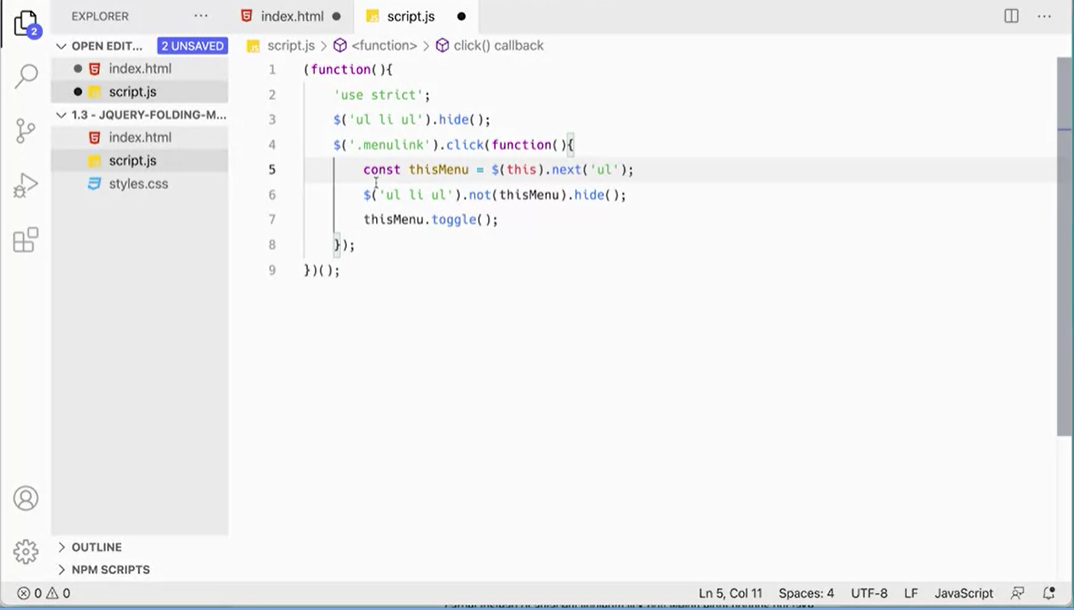 EXPLORER ···
index.html
script.js
···
2
OPEN EDIT... 2 UNSAVED
index.html
script.js
1.3 - JQUERY-FOLDING-M...
index.html
script.js
styles.css
OUTLINE
NPM SCRIPTS
script.js > <function> > click() callback
1 (function(){
2 'use strict';
3 $('ul li ul').hide();
4 $('.menulink').click(function(){
5 const thisMenu = $(this).next('ul');
6 $('ul li ul').not(thisMenu).hide();
7 thisMenu.toggle();
8 });
9 })();
0 0 Ln 5, Col 11 Spaces: 4 UTF-8 LF JavaScript